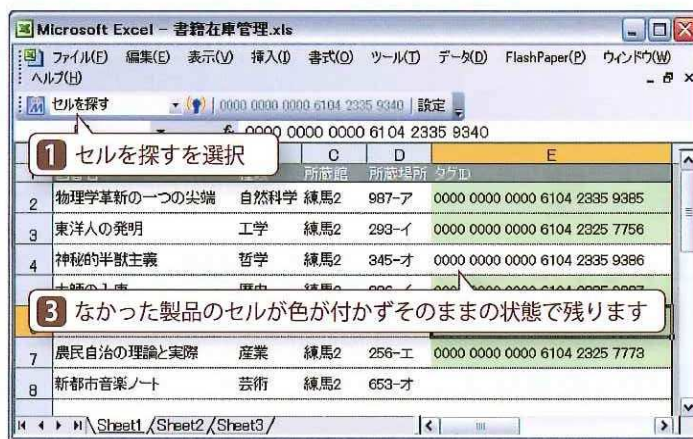 Microsoft Excel - 書籍在庫管理.xls
ファイル(F) 編集(E) 表示(V) 挿入(I) 書式(O) ツール(T) データ(D) FlashPaper(P) ウィンドウ(W)
ヘルプ(H)
セルを探す 0000 0000 0000 6104 2335 9340 設定
fx 0000 0000 0000 6104 2335 9340
1 セルを探すを選択
C D E
所蔵館 所蔵場所 タグID
2 物理学革新の一つの尖端 自然科学 練馬2 987-ア 0000 0000 0000 6104 2335 9385
3 東洋人の発明 工学 練馬2 293-イ 0000 0000 0000 6104 2325 7756
4 神秘的半獣主義 哲学 練馬2 345-オ 0000 0000 0000 6104 2335 9386
3 なかった製品のセルが色が付かずそのままの状態で残ります
7 農民自治の理論と実際 産業 練馬2 256-エ 0000 0000 0000 6104 2325 7773
8 新都市音楽ノート 芸術 練馬2 653-オ
Sheet1 Sheet2 Sheet3